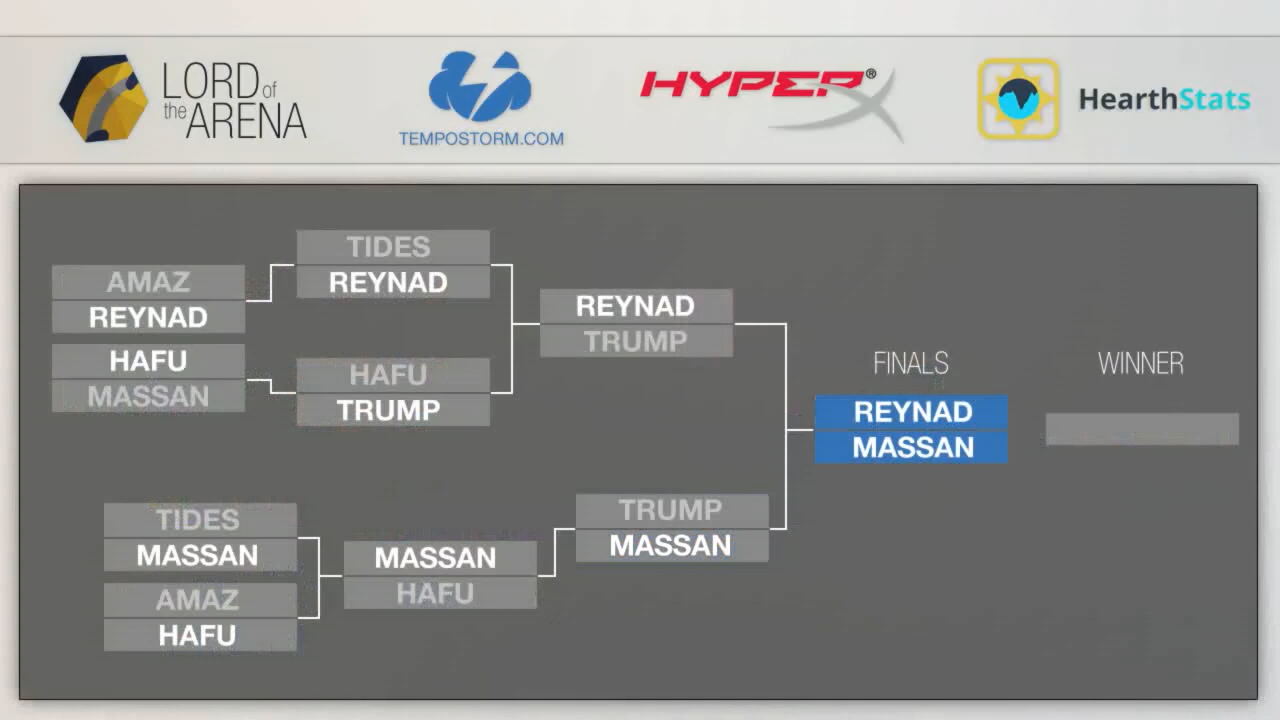 LORD of
the ARENA
TEMPOSTORM.COM
HYPERX®
HearthStats
AMAZ
REYNAD
HAFU
MASSAN
TIDES
REYNAD
HAFU
TRUMP
REYNAD
TRUMP
FINALS
REYNAD
MASSAN
WINNER
TIDES
MASSAN
AMAZ
HAFU
MASSAN
HAFU
TRUMP
MASSAN